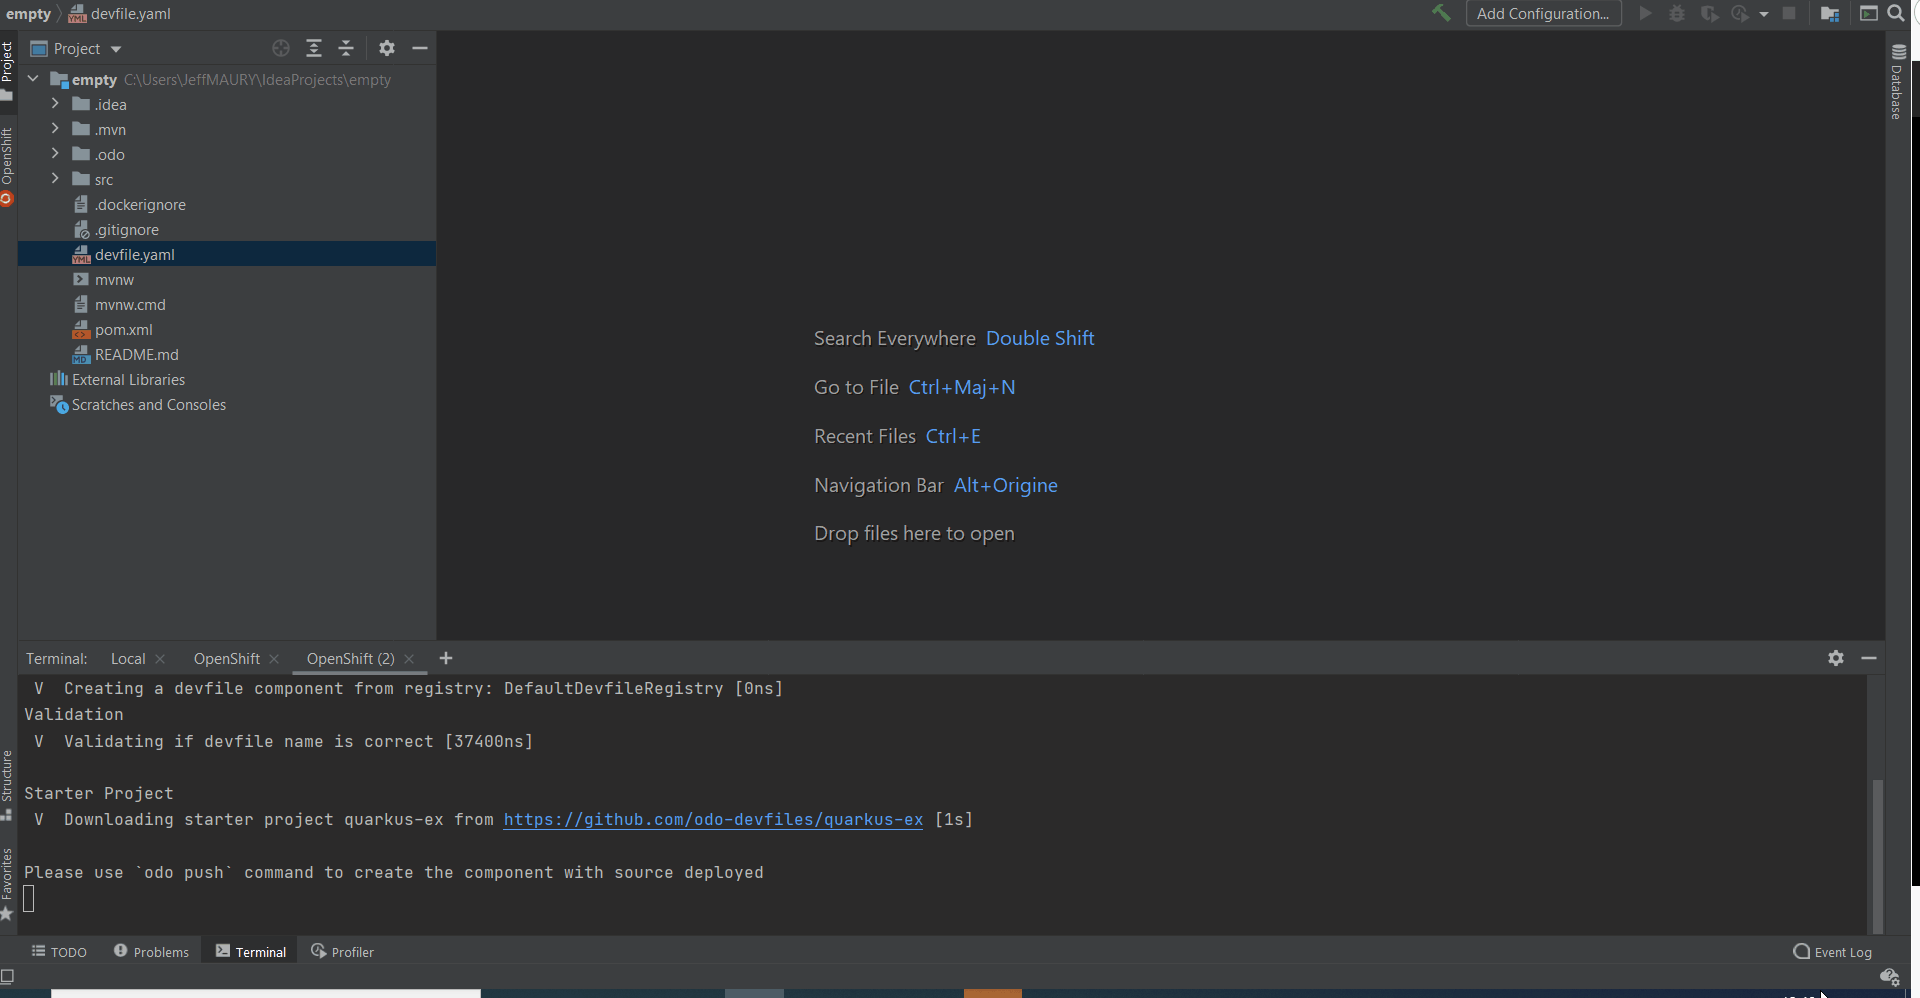 empty devfile.yaml
Add Configuration...
Project
empty C:\Users\JeffMAURY\IdeaProjects\empty
.idea
.mvn
.odo
src
.dockerignore
.gitignore
devfile.yaml
mvnw
mvnw.cmd
pom.xml
README.md
External Libraries
Scratches and Consoles
Project
OpenShift
Structure
Favorites
Database
Search Everywhere Double Shift
Go to File Ctrl+Maj+N
Recent Files Ctrl+E
Navigation Bar Alt+Origine
Drop files here to open
Terminal: Local OpenShift OpenShift (2)
V Creating a devfile component from registry: DefaultDevfileRegistry [0ns]
Validation
V Validating if devfile name is correct [37400ns]
Starter Project
V Downloading starter project quarkus-ex from https://github.com/odo-devfiles/quarkus-ex [1s]
Please use `odo push` command to create the component with source deployed
TODO Problems Terminal Profiler Event Log